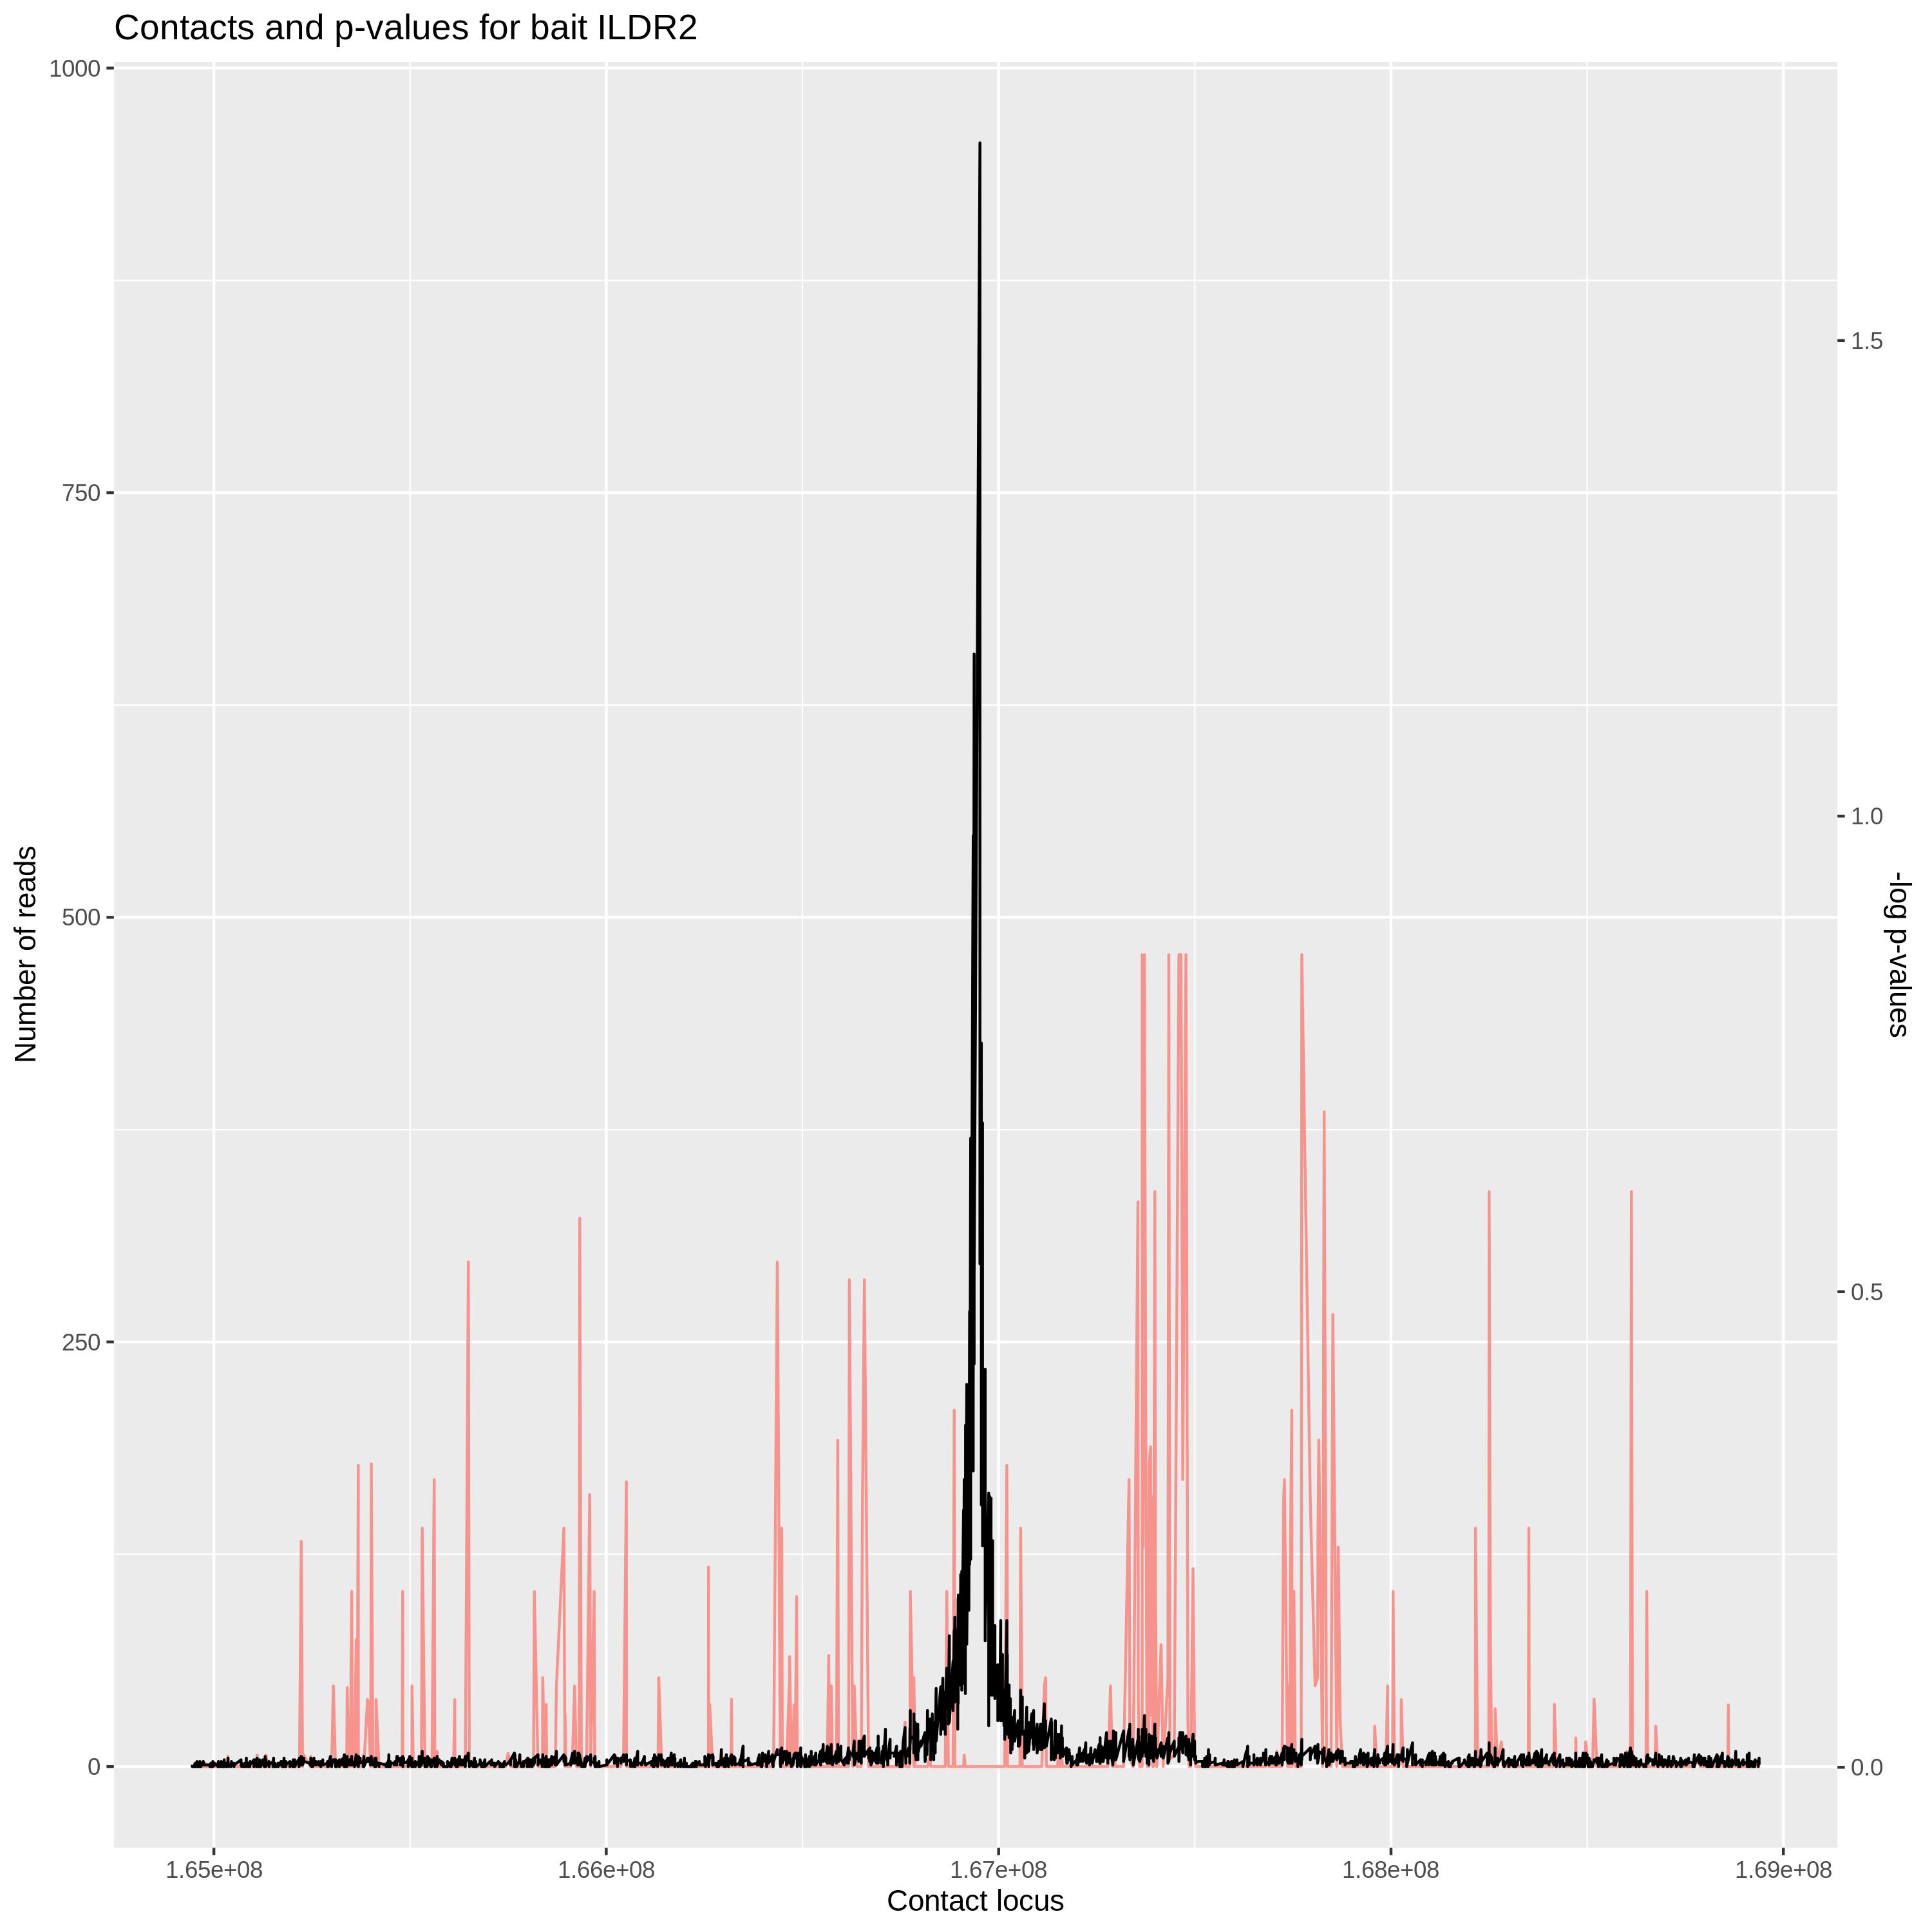 Contacts and p-values for bait ILDR2
1000
750
500
250
0
Number of reads
1.5
1.0
0.5
0.0
-log p-values
1.65e+08
1.66e+08
1.67e+08
1.68e+08
1.69e+08
Contact locus